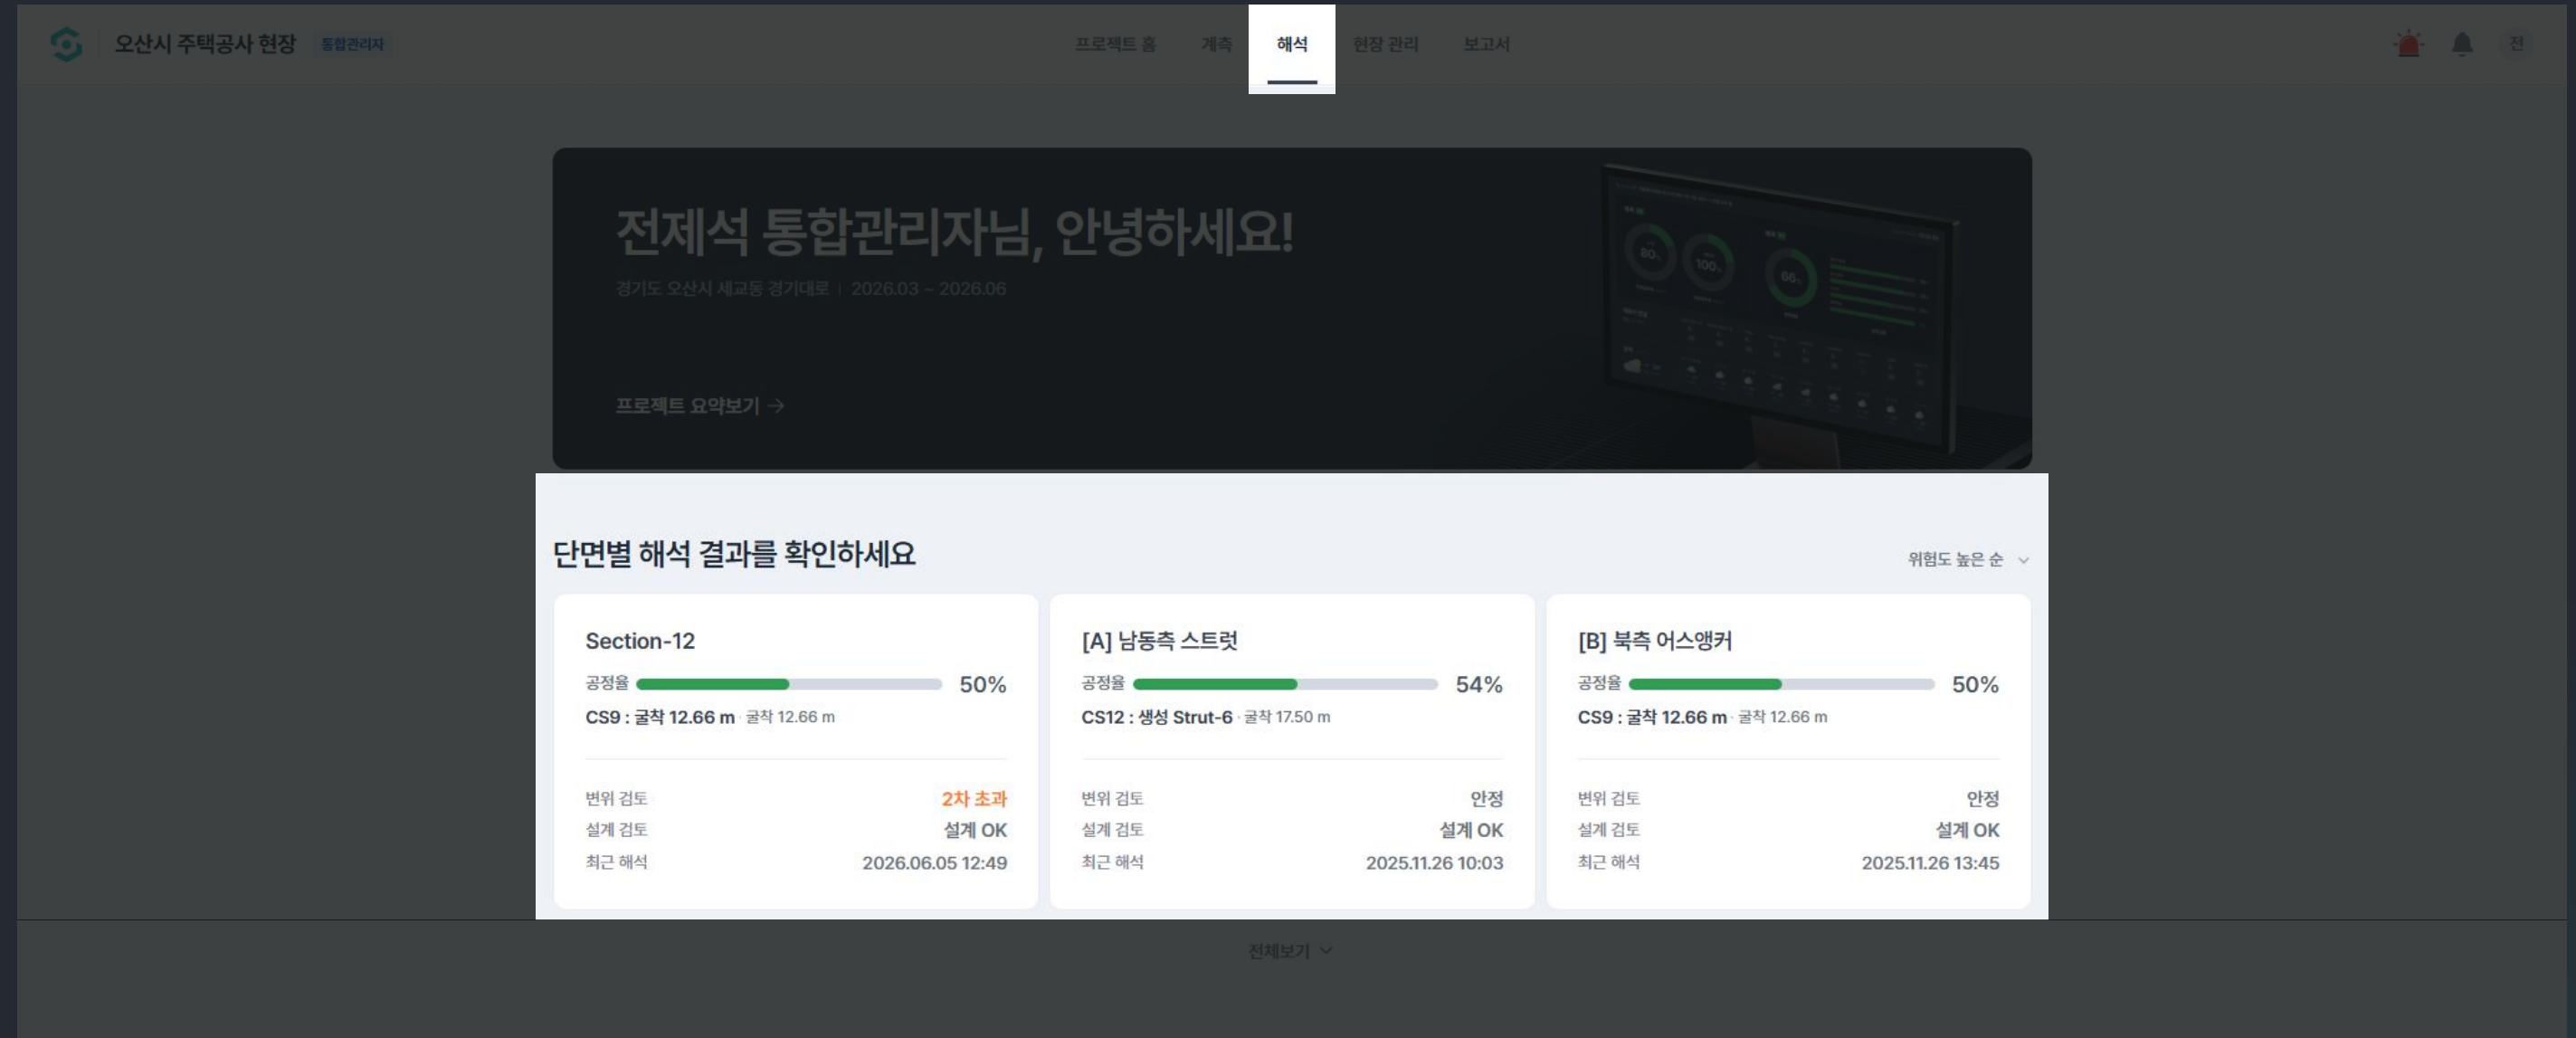 오산시 주택공사 현장 통합관리자 프로젝트 홈 계측 해석 현장 관리 보고서 전
전제석 통합관리자님, 안녕하세요!
경기도 오산시 세교동 경기대로 | 2026.03 ~ 2026.06
프로젝트 요약보기 →
80%
100%
66%
단면별 해석 결과를 확인하세요
위험도 높은 순
Section-12
공정율 50%
CS9 : 굴착 12.66 m · 굴착 12.66 m
변위 검토 2차 초과
설계 검토 설계 OK
최근 해석 2026.06.05 12:49
[A] 남동측 스트럿
공정율 54%
CS12 : 생성 Strut-6 · 굴착 17.50 m
변위 검토 안정
설계 검토 설계 OK
최근 해석 2025.11.26 10:03
[B] 북측 어스앵커
공정율 50%
CS9 : 굴착 12.66 m · 굴착 12.66 m
변위 검토 안정
설계 검토 설계 OK
최근 해석 2025.11.26 13:45
전체보기